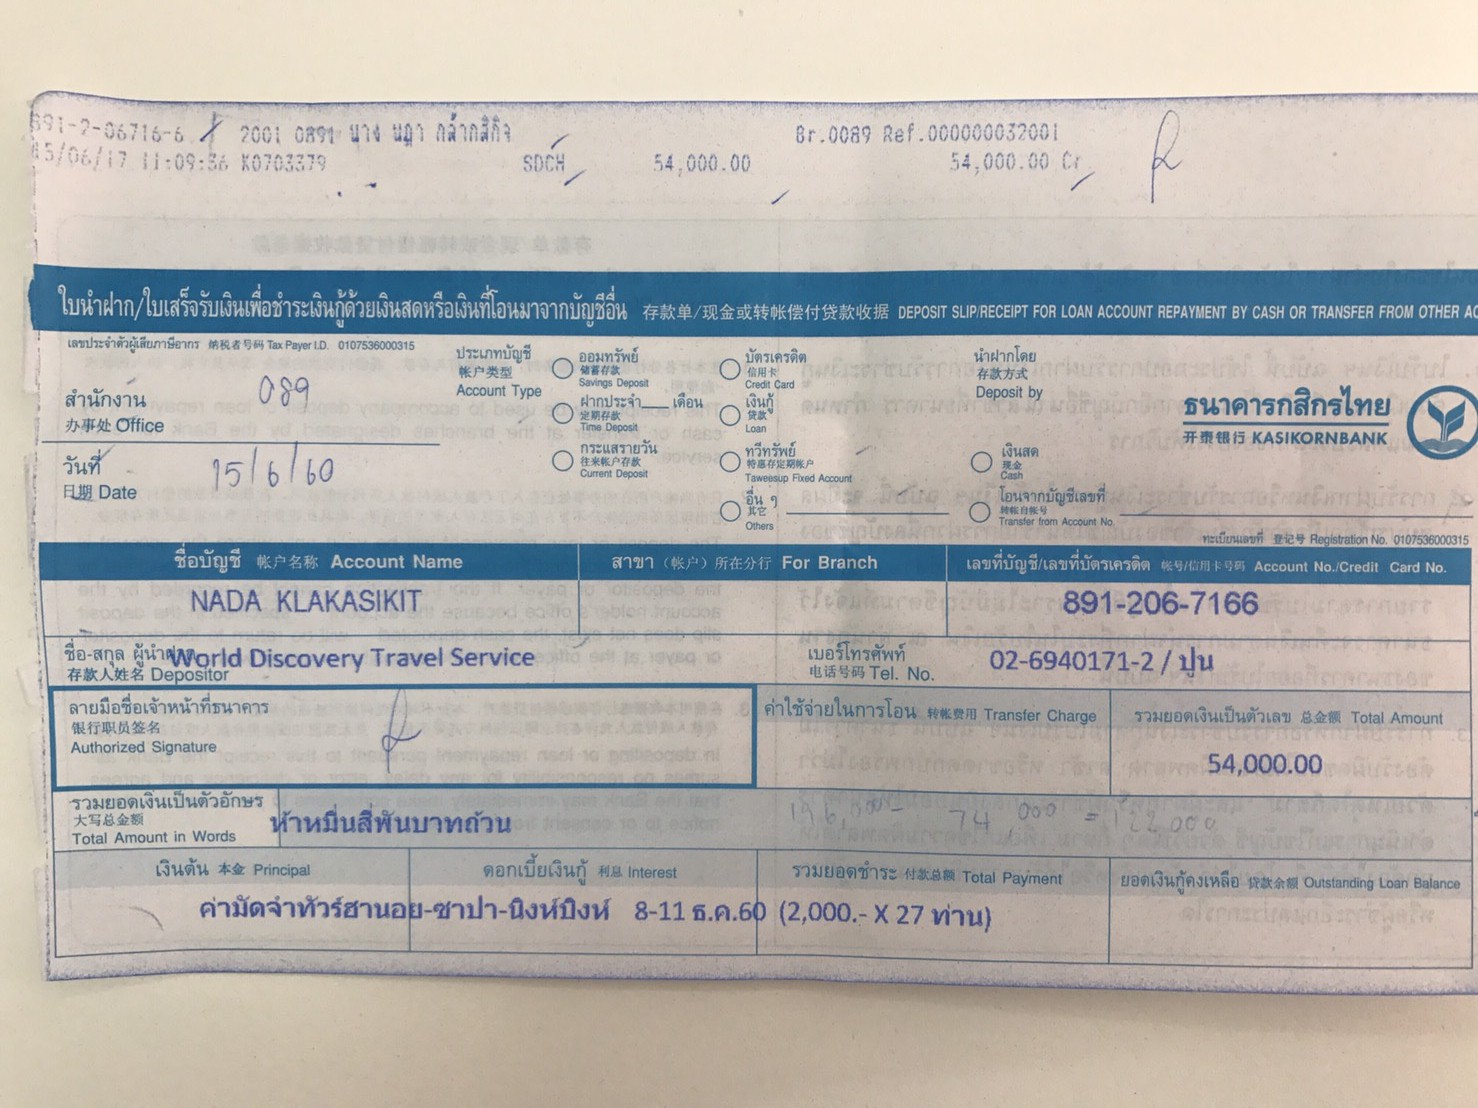 891-2-06716-6 2001 0891 นาง นฎา กล้ากสิกิจ Br.0089 Ref.000000032001
15/06/17 11:09:36 K0703379 SDCH 54,000.00 54,000.00 Cr
ใบนำฝาก/ใบเสร็จรับเงินเพื่อชำระเงินกู้ด้วยเงินสดหรือเงินที่โอนมาจากบัญชีอื่น 存款单/现金或转帐偿付贷款收据 DEPOSIT SLIP/RECEIPT FOR LOAN ACCOUNT REPAYMENT BY CASH OR TRANSFER FROM OTHER AC
เลขประจำตัวผู้เสียภาษีอากร 纳税者号码 Tax Payer I.D. 0107536000315
สำนักงาน 089
办事处 Office
วันที่ 15/6/60
日期 Date
ประเภทบัญชี
帐户类型
Account Type
ออมทรัพย์
储蓄存款
Savings Deposit
ฝากประจำ เดือน
定期存款
Time Deposit
กระแสรายวัน
往来帐户存款
Current Deposit
บัตรเครดิต
信用卡
Credit Card
เงินกู้
贷款
Loan
ทวีทรัพย์
特惠存定期帐户
Taweesup Fixed Account
อื่น ๆ
其它
Others
นำฝากโดย
存款方式
Deposit by
เงินสด
现金
Cash
โอนจากบัญชีเลขที่
转帐自帐号
Transfer from Account No.
ธนาคารกสิกรไทย
开泰银行 KASIKORNBANK
ทะเบียนเลขที่ 登记号 Registration No. 0107536000315
ชื่อบัญชี 帐户名称 Account Name สาขา (帐户) 所在分行 For Branch เลขที่บัญชี/เลขที่บัตรเครดิต 帐号/信用卡号码 Account No./Credit Card No.
NADA KLAKASIKIT 891-206-7166
ชื่อ-สกุล ผู้นำฝาก World Discovery Travel Service เบอร์โทรศัพท์ 02-6940171-2 / ปุ่น
存款人姓名 Depositor 电话号码 Tel. No.
ลายมือชื่อเจ้าหน้าที่ธนาคาร
银行职员签名
Authorized Signature
ค่าใช้จ่ายในการโอน 转帐费用 Transfer Charge รวมยอดเงินเป็นตัวเลข 总金额 Total Amount
54,000.00
รวมยอดเงินเป็นตัวอักษร
大写总金额
Total Amount in Words
ห้าหมื่นสี่พันบาทถ้วน
196,000- 74,000 = 122,000
เงินต้น 本金 Principal ดอกเบี้ยเงินกู้ 利息 Interest รวมยอดชำระ 付款总额 Total Payment ยอดเงินกู้คงเหลือ 贷款余额 Outstanding Loan Balance
ค่ามัดจำทัวร์ฮานอย-ซาปา-นิงห์บิงห์ 8-11 ธ.ค.60 (2,000.- X 27 ท่าน)